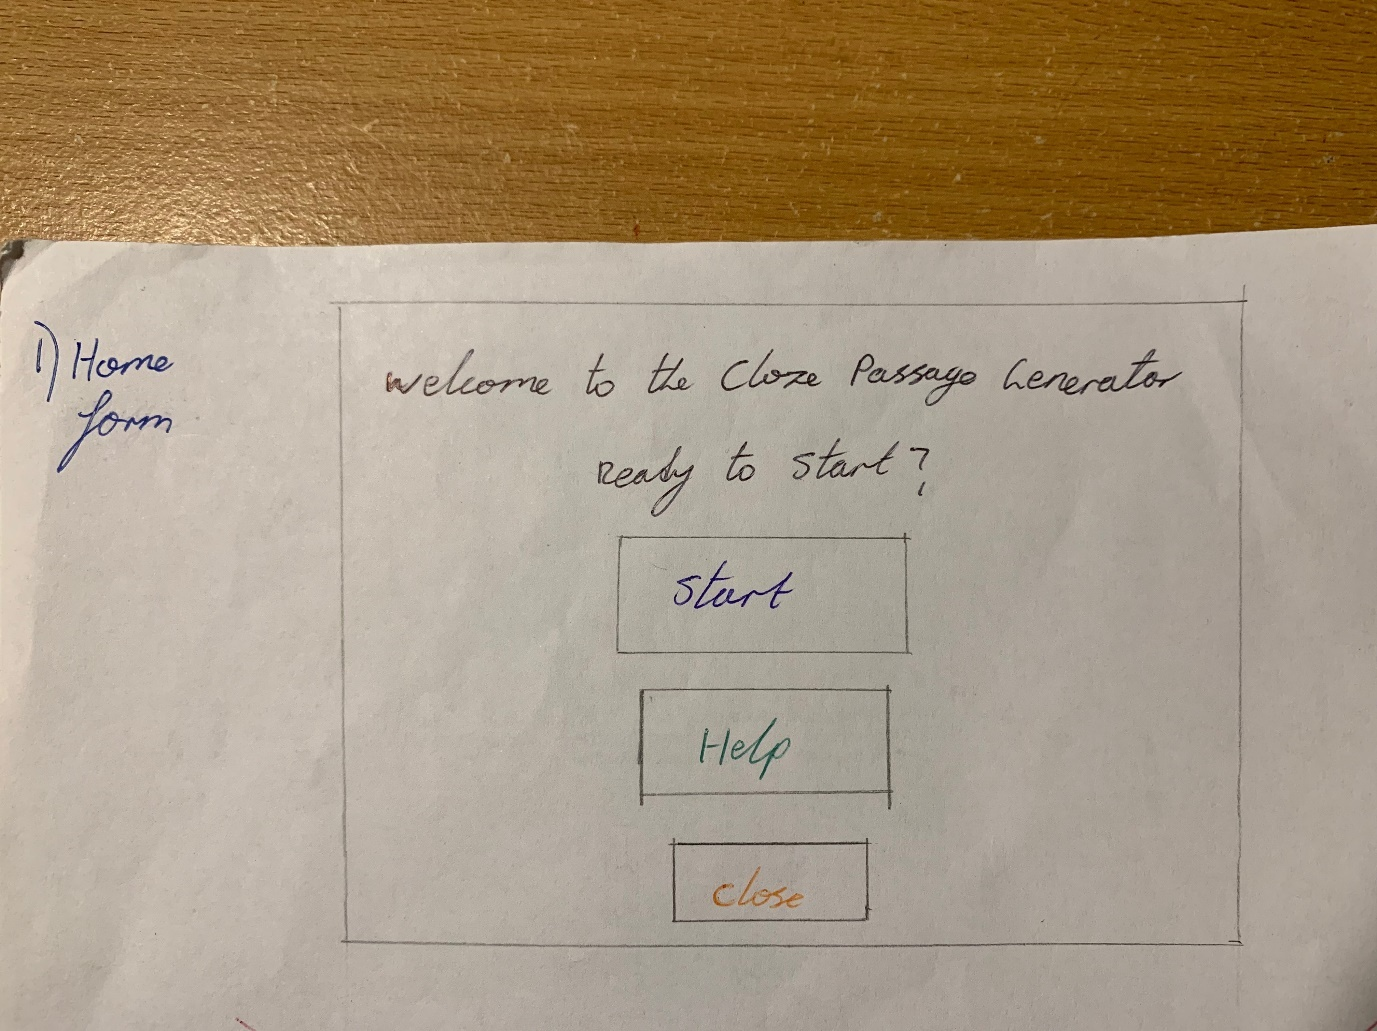 1) Home
form
Welcome to the Cloze Passage Generator
Ready to Start?
Start
Help
Close